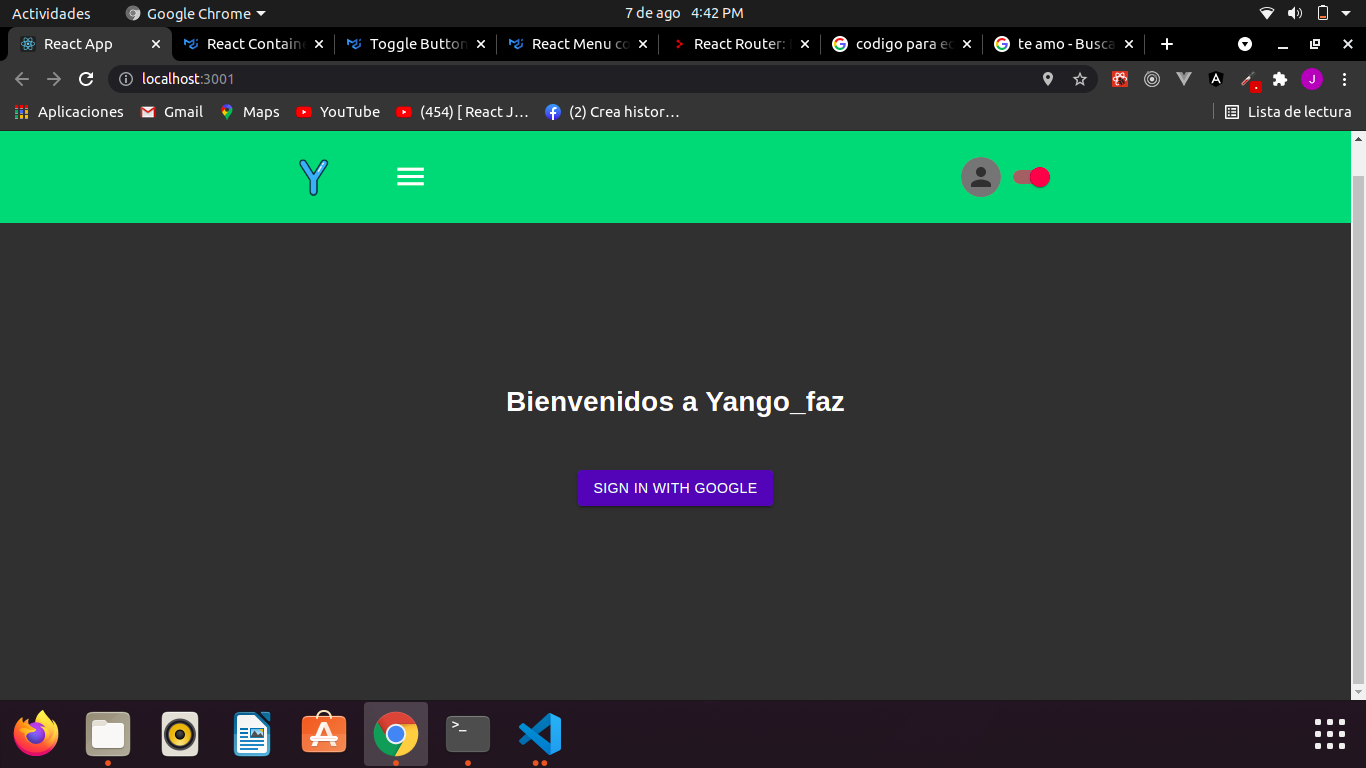 Actividades Google Chrome 7 de ago 4:42 PM
React App React Contain Toggle Button React Menu co React Router: codigo para ec te amo - Busca
localhost:3001 J
Aplicaciones Gmail Maps YouTube (454) [ React J… (2) Crea histor… Lista de lectura
Y
Bienvenidos a Yango_faz
SIGN IN WITH GOOGLE
>_